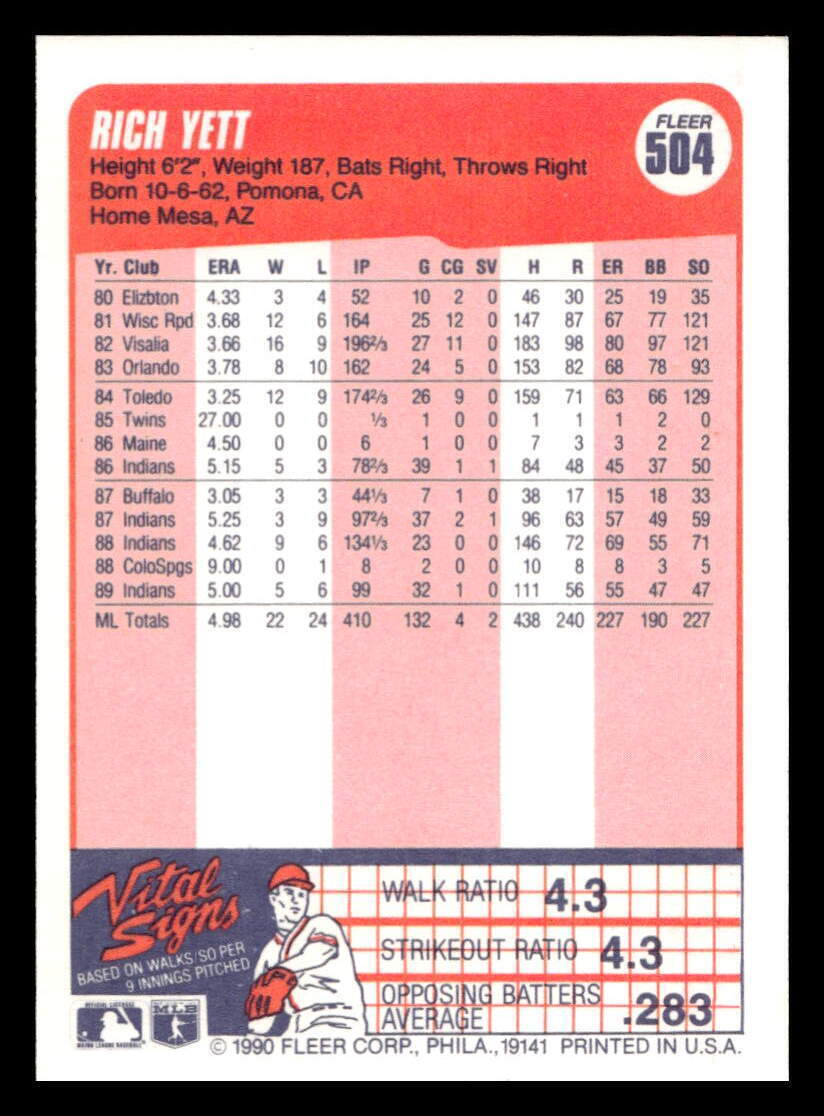 RICH YETT
FLEER
504
Height 6'2", Weight 187, Bats Right, Throws Right
Born 10-6-62, Pomona, CA
Home Mesa, AZ
Yr. Club ERA W L IP G CG SV H R ER BB SO
80 Elizbton 4.33 3 4 52 10 2 0 46 30 25 19 35
81 Wisc Rpd 3.68 12 6 164 25 12 0 147 87 67 77 121
82 Visalia 3.66 16 9 196⅔ 27 11 0 183 98 80 97 121
83 Orlando 3.78 8 10 162 24 5 0 153 82 68 78 93
84 Toledo 3.25 12 9 174⅔ 26 9 0 159 71 63 66 129
85 Twins 27.00 0 0 ⅓ 1 0 0 1 1 1 2 0
86 Maine 4.50 0 0 6 1 0 0 7 3 3 2 2
86 Indians 5.15 5 3 78⅔ 39 1 1 84 48 45 37 50
87 Buffalo 3.05 3 3 44⅓ 7 1 0 38 17 15 18 33
87 Indians 5.25 3 9 97⅔ 37 2 1 96 63 57 49 59
88 Indians 4.62 9 6 134⅓ 23 0 0 146 72 69 55 71
88 ColoSpgs 9.00 0 1 8 2 0 0 10 8 8 3 5
89 Indians 5.00 5 6 99 32 1 0 111 56 55 47 47
ML Totals 4.98 22 24 410 132 4 2 438 240 227 190 227
Vital
Signs
BASED ON WALKS/SO PER
9 INNINGS PITCHED
WALK RATIO 4.3
STRIKEOUT RATIO 4.3
OPPOSING BATTERS
AVERAGE .283
OFFICIAL LICENSEE
MAJOR LEAGUE BASEBALL
MLB
© 1990 FLEER CORP., PHILA., 19141 PRINTED IN U.S.A.